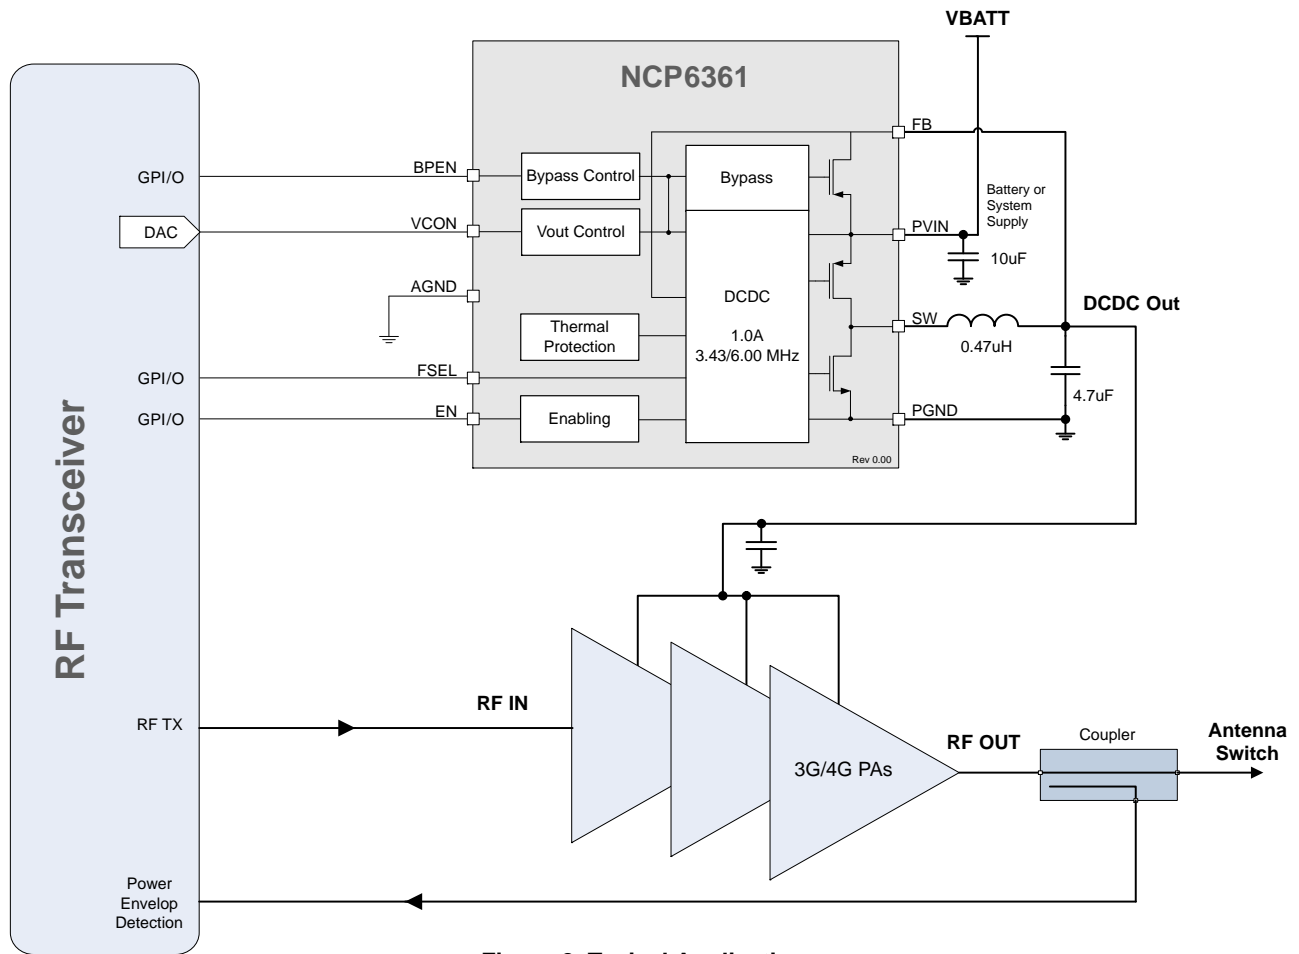 VBATT
NCP6361
FB
BPEN
GPI/O
Bypass Control
Bypass
Battery or
System
Supply
VCON
DAC
Vout Control
PVIN
10uF
AGND
DCDC
DCDC Out
Thermal
Protection
1.0A
3.43/6.00 MHz
SW
0.47uH
FSEL
GPI/O
4.7uF
EN
GPI/O
Enabling
PGND
Rev 0.00
RF Transceiver
RF TX
RF IN
3G/4G PAs
RF OUT
Coupler
Antenna
Switch
Power
Envelop
Detection